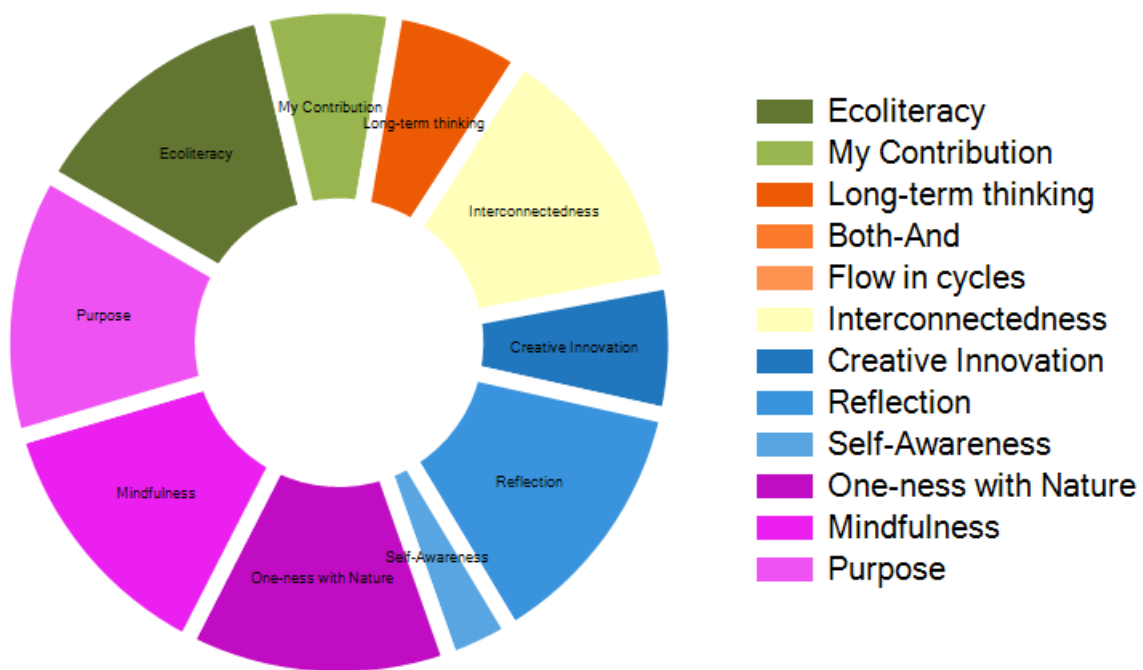 My Contribution
Long-term thinking
Ecoliteracy
Interconnectedness
Purpose
Creative Innovation
Mindfulness
Reflection
Self-Awareness
One-ness with Nature
Ecoliteracy
My Contribution
Long-term thinking
Both-And
Flow in cycles
Interconnectedness
Creative Innovation
Reflection
Self-Awareness
One-ness with Nature
Mindfulness
Purpose